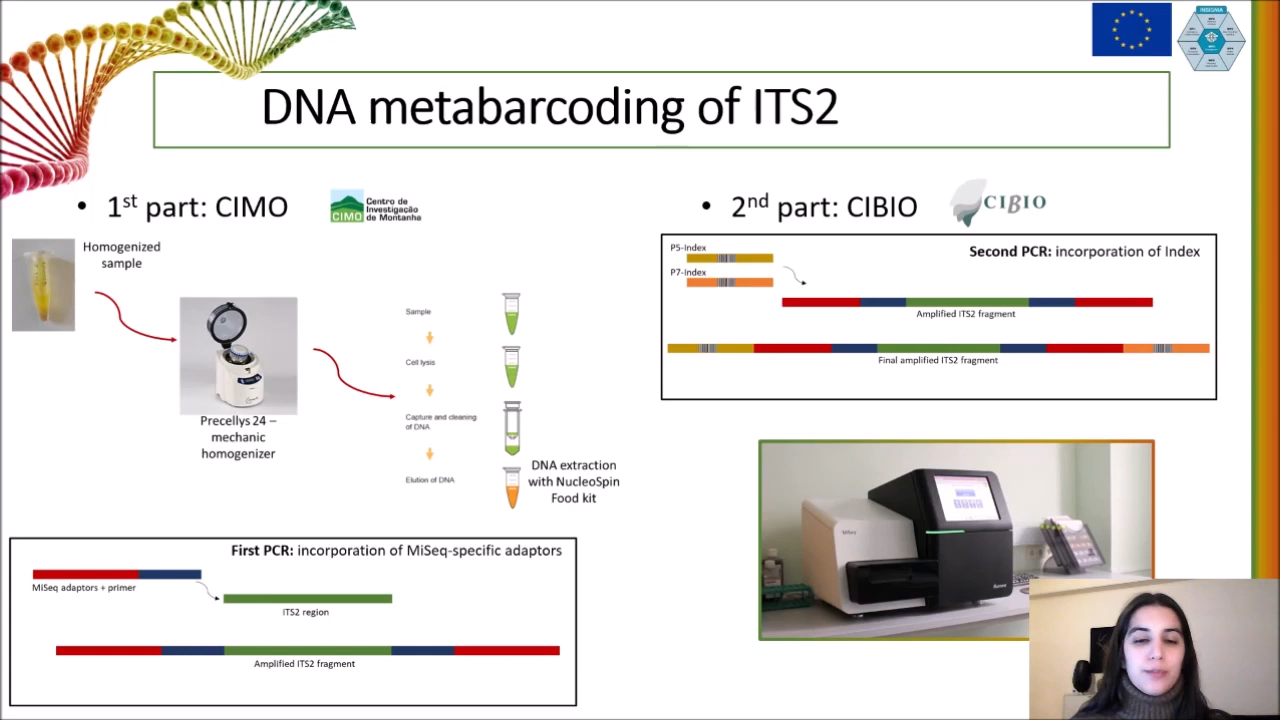 INSIGNIA
DNA metabarcoding of ITS2
• 1st part: CIMO
CIMO
Centro de
Investigação
de Montanha
Homogenized
sample
Precellys 24 –
mechanic
homogenizer
Sample
Cell lysis
Capture and cleaning
of DNA
Elution of DNA
DNA extraction
with NucleoSpin
Food kit
First PCR: incorporation of MiSeq-specific adaptors
MiSeq adaptors + primer
ITS2 region
Amplified ITS2 fragment
• 2nd part: CIBIO
CIBIO
Second PCR: incorporation of Index
P5-Index
P7-Index
Amplified ITS2 fragment
Final amplified ITS2 fragment